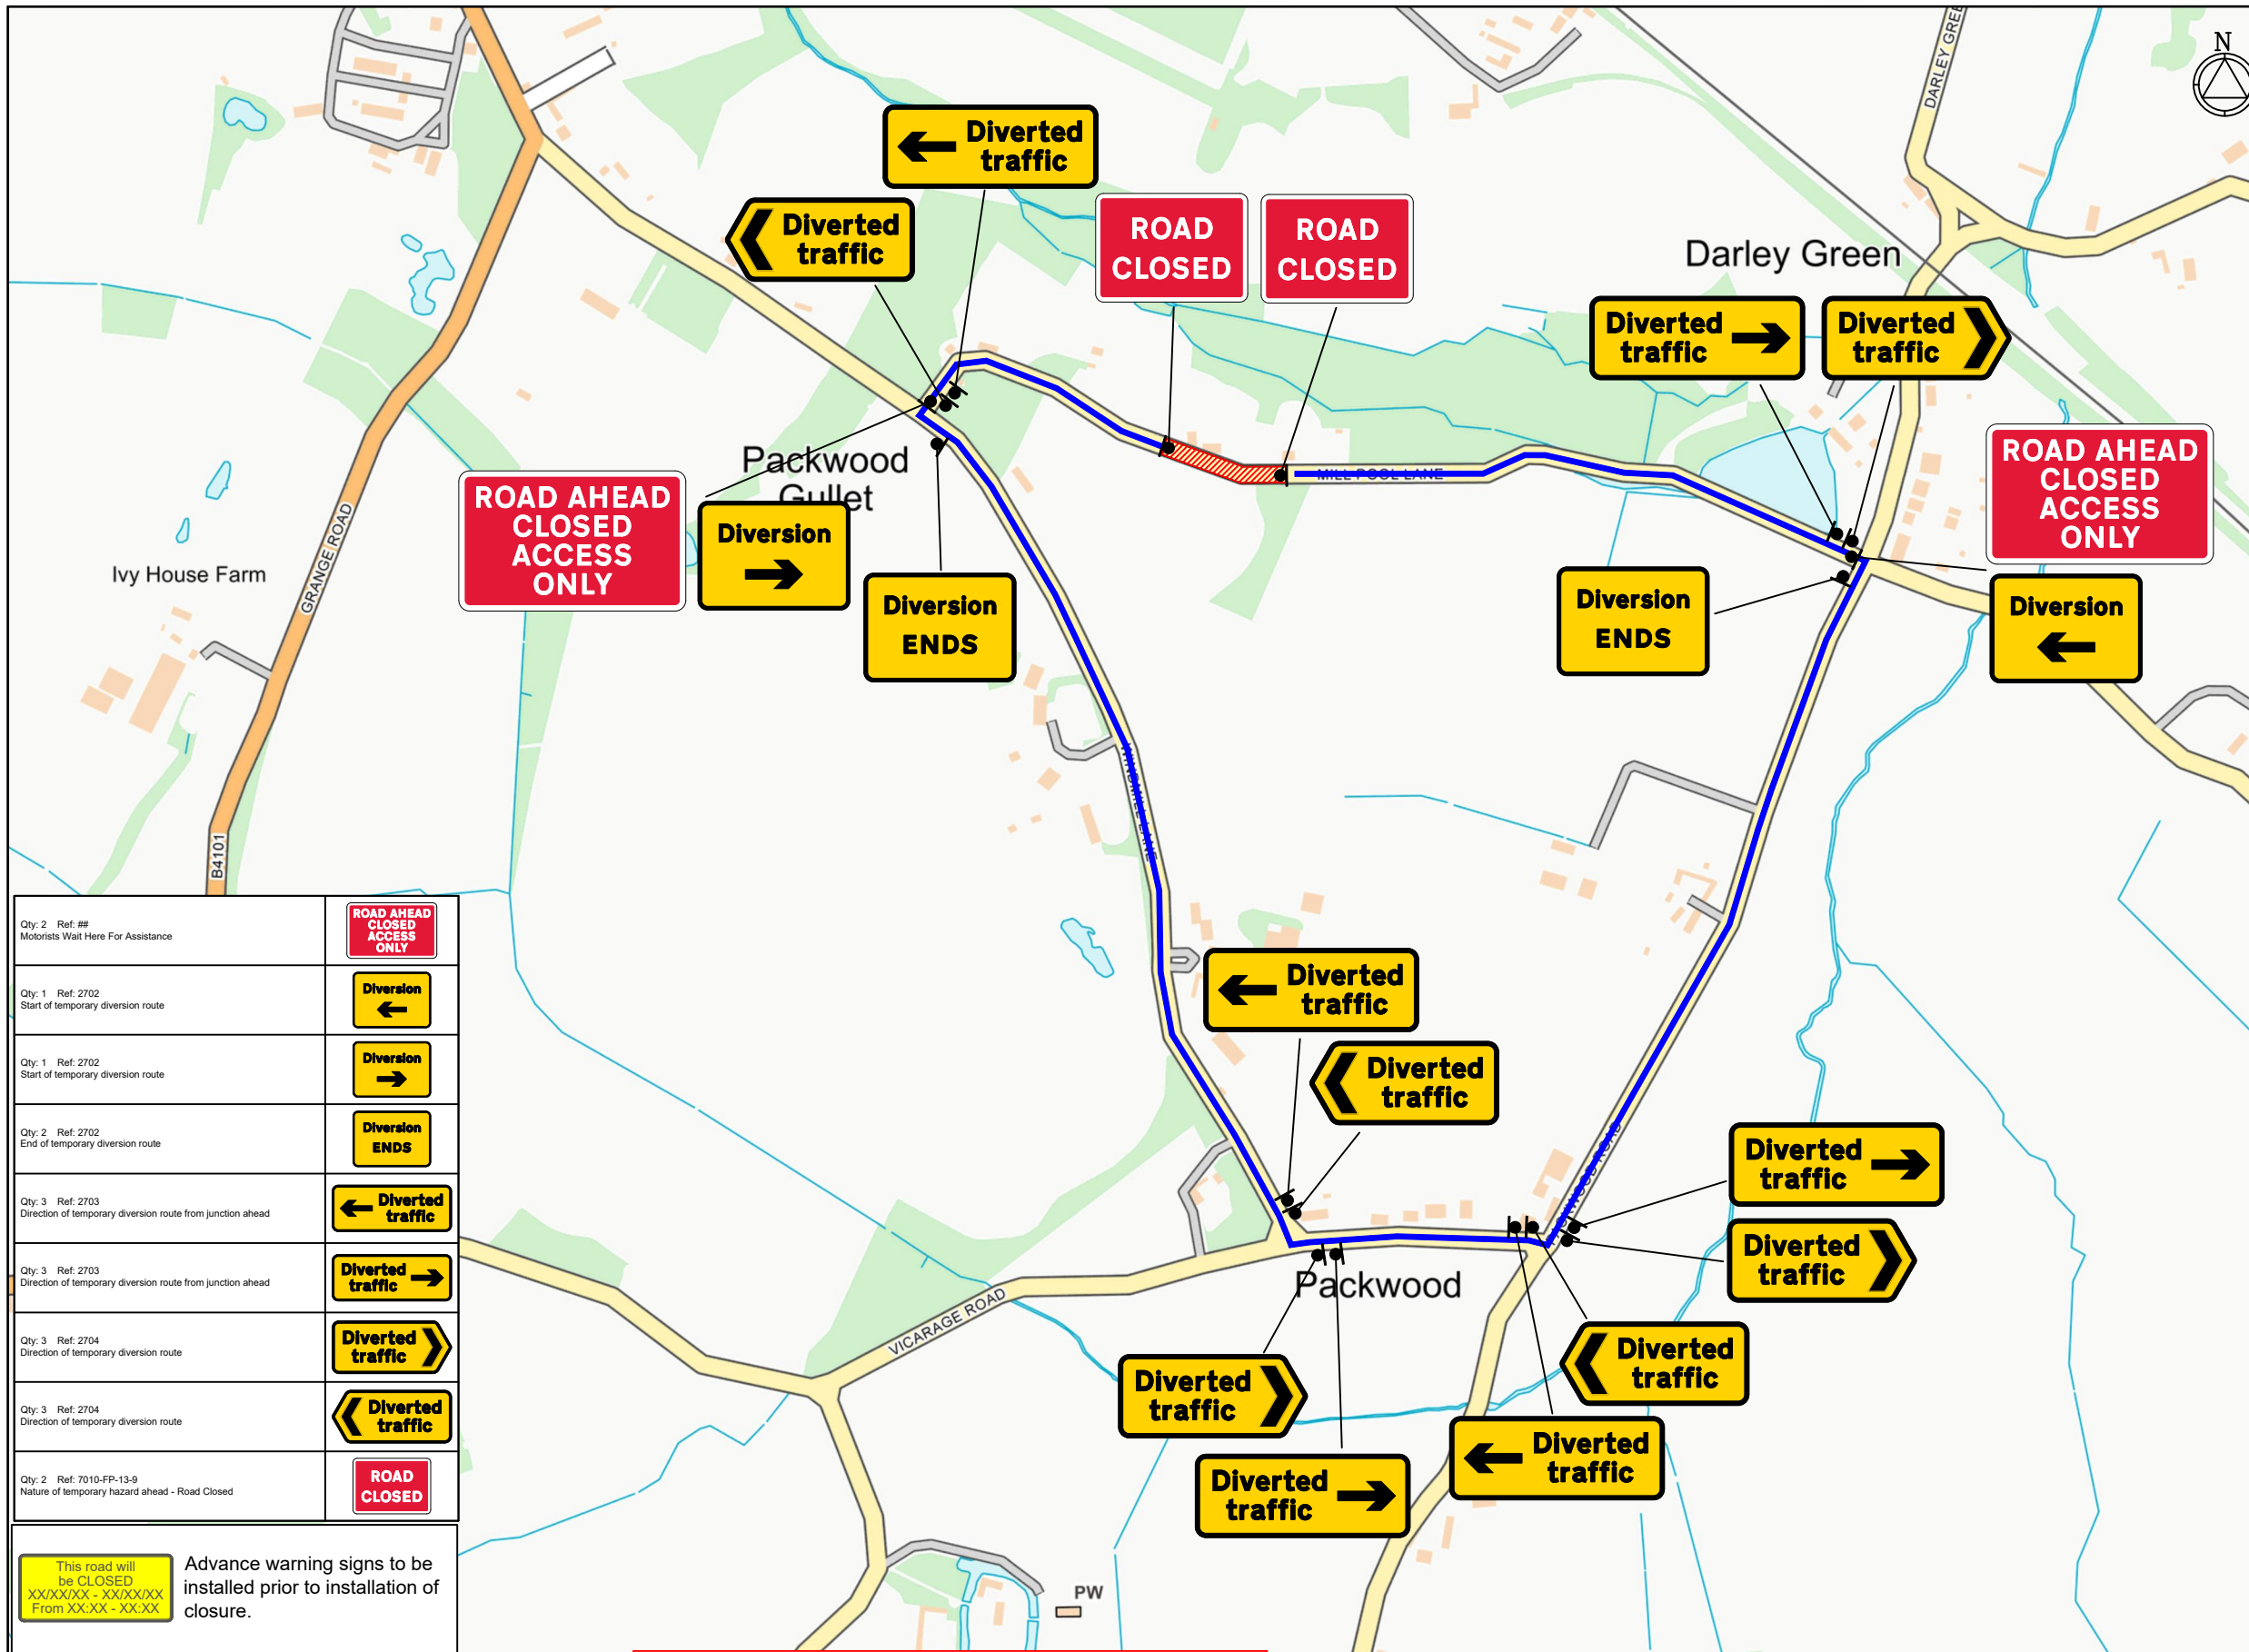 DARLEY GREE
N
Diverted
traffic
Diverted
traffic
ROAD
CLOSED
ROAD
CLOSED
Darley Green
Diverted
traffic
Diverted
traffic
Packwood
Gullet
ROAD AHEAD
CLOSED
ACCESS
ONLY
Diversion
Diversion
ENDS
MILL POOL LANE
ROAD AHEAD
CLOSED
ACCESS
ONLY
Diversion
ENDS
Diversion
Ivy House Farm
GRANGE ROAD
B4101
WINDMILL LANE
Diverted
traffic
Diverted
traffic
PACKWOOD ROAD
Diverted
traffic
Diverted
traffic
Packwood
VICARAGE ROAD
Diverted
traffic
Diverted
traffic
Diverted
traffic
Diverted
traffic
PW
Qty: 2 Ref: ##
Motorists Wait Here For Assistance
ROAD AHEAD
CLOSED
ACCESS
ONLY
Qty: 1 Ref: 2702
Start of temporary diversion route
Diversion
Qty: 1 Ref: 2702
Start of temporary diversion route
Diversion
Qty: 2 Ref: 2702
End of temporary diversion route
Diversion
ENDS
Qty: 3 Ref: 2703
Direction of temporary diversion route from junction ahead
Diverted
traffic
Qty: 3 Ref: 2703
Direction of temporary diversion route from junction ahead
Diverted
traffic
Qty: 3 Ref: 2704
Direction of temporary diversion route
Diverted
traffic
Qty: 3 Ref: 2704
Direction of temporary diversion route
Diverted
traffic
Qty: 2 Ref: 7010-FP-13-9
Nature of temporary hazard ahead - Road Closed
ROAD
CLOSED
This road will
be CLOSED
XX/XX/XX - XX/XX/XX
From XX:XX - XX:XX
Advance warning signs to be
installed prior to installation of
closure.